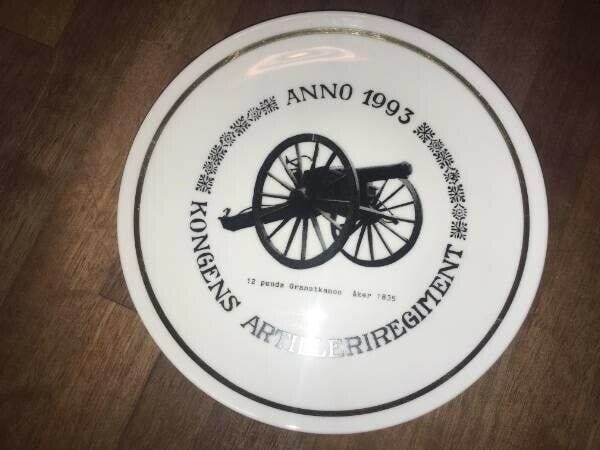 ANNO 1993
12 punds Granatkanon Åker 1835
KONGENS ARTILLERIREGIMENT